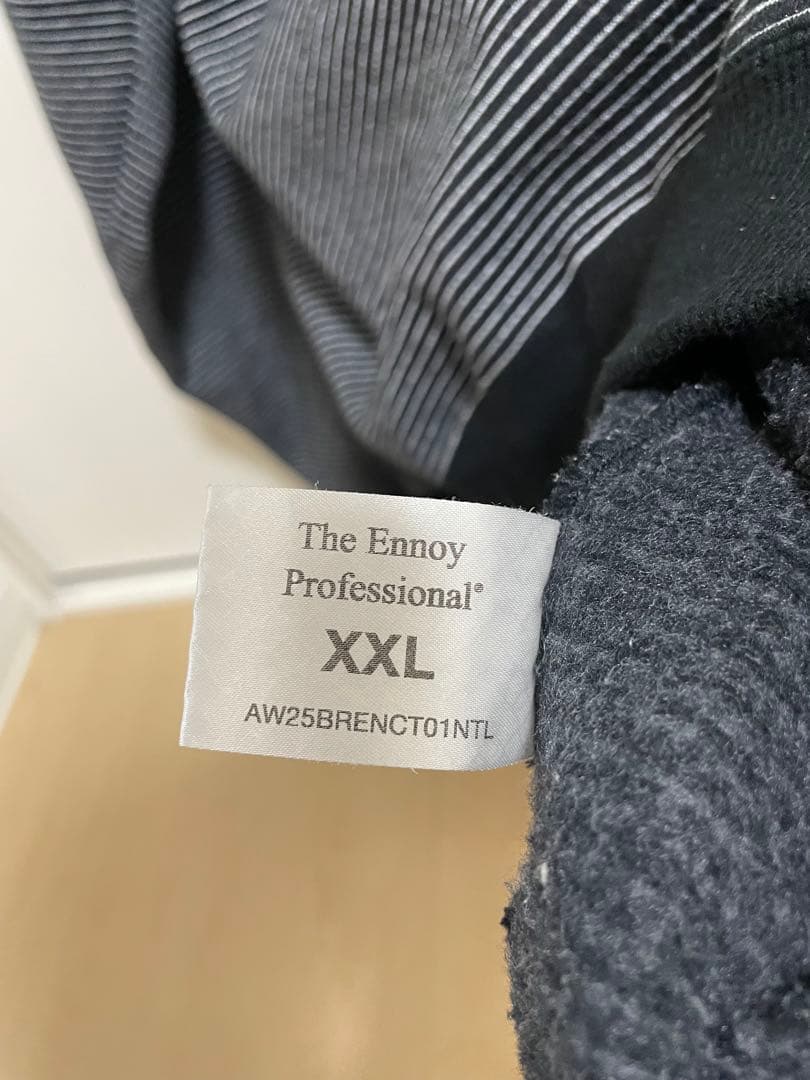 The Ennoy
Professional®
XXL
AW25BRENCT01NTL